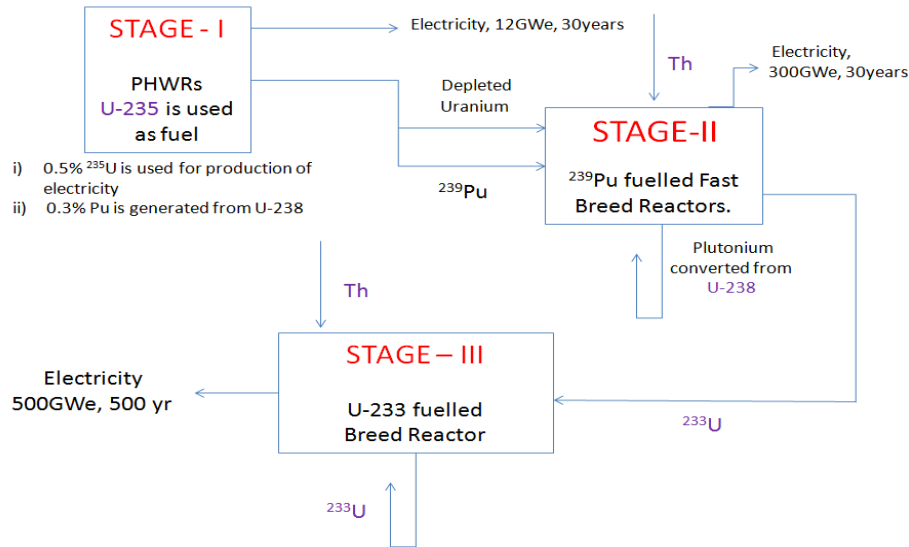 STAGE - I
PHWRs
U-235 is used
as fuel
Electricity, 12GWe, 30years
Th
Electricity,
300GWe, 30years
Depleted
Uranium
²³⁹Pu
STAGE-II
²³⁹Pu fuelled Fast
Breed Reactors.
i) 0.5% ²³⁵U is used for production of
electricity
ii) 0.3% Pu is generated from U-238
Plutonium
converted from
U-238
Th
STAGE – III
U-233 fuelled
Breed Reactor
Electricity
500GWe, 500 yr
²³³U
²³³U